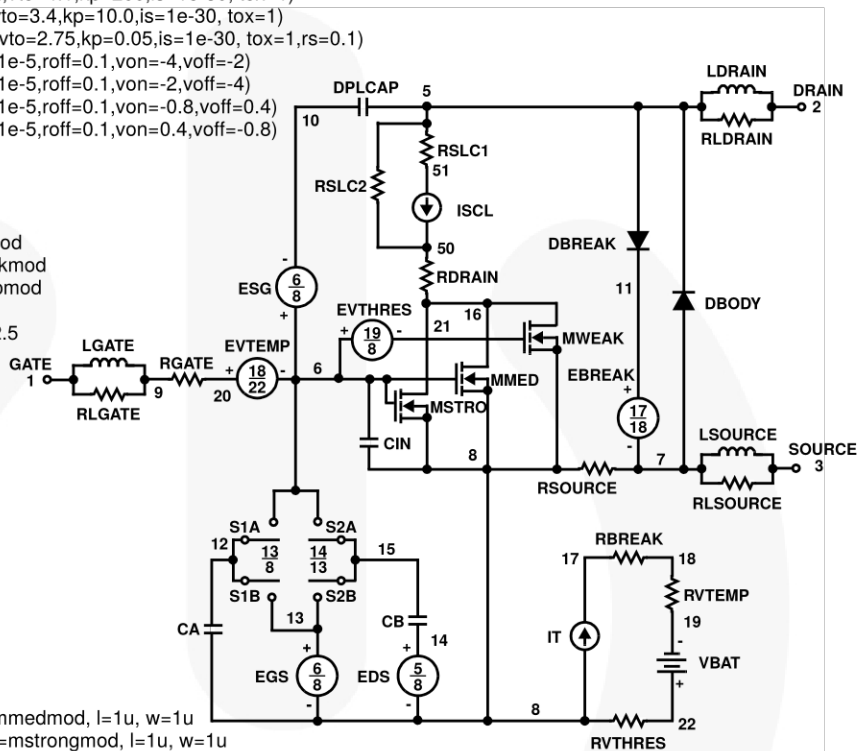 vto=3.4,kp=10.0,is=1e-30, tox=1)
vto=2.75,kp=0.05,is=1e-30, tox=1,rs=0.1)
1e-5,roff=0.1,von=-4,voff=-2)
1e-5,roff=0.1,von=-2,voff=-4)
1e-5,roff=0.1,von=-0.8,voff=0.4)
1e-5,roff=0.1,von=0.4,voff=-0.8)
LDRAIN
DPLCAP 5 DRAIN
10 2
RLDRAIN
RSLC1
51
RSLC2
ISCL
od
kmod
omod
50
DBREAK
RDRAIN
ESG 6/8
11
DBODY
EVTHRES
16
2.5
+ 19/8 - 21
MWEAK
LGATE
GATE
1
RGATE
EVTEMP
+ 18/22 -
6
MMED
EBREAK
9
20
MSTRO
RLGATE
+
17/18
-
LSOURCE
CIN
8
7
SOURCE
3
RSOURCE
RLSOURCE
S1A S2A
12 13/8 14/13 15
RBREAK
17 18
S1B S2B
RVTEMP
13
CB
19
CA
14
IT
-
VBAT
+
EGS 6/8 EDS 5/8
8
22
RVTHRES
mmedmod, l=1u, w=1u
=mstrongmod, l=1u, w=1u